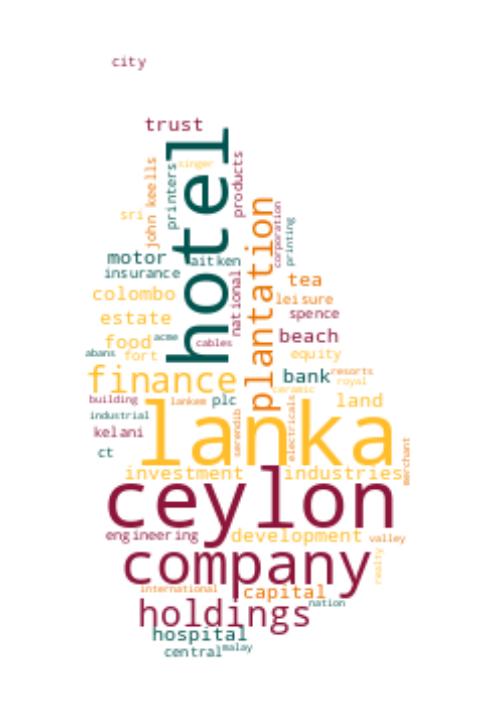 city
trust
hotel
singer
john keells
printers
products
sri
plantation
corporation
printing
motor
aitken
insurance
national
tea
colombo
leisure
estate
spence
food
acme
cables
beach
abans
fort
equity
finance
bank
resorts
royal
ceramic
building
lankem
plc
land
industrial
serendib
electricals
lanka
kelani
ct
merchant
investment
industries
ceylon
engineering
development
valley
company
realty
international
capital
nation
holdings
hospital
central
malay